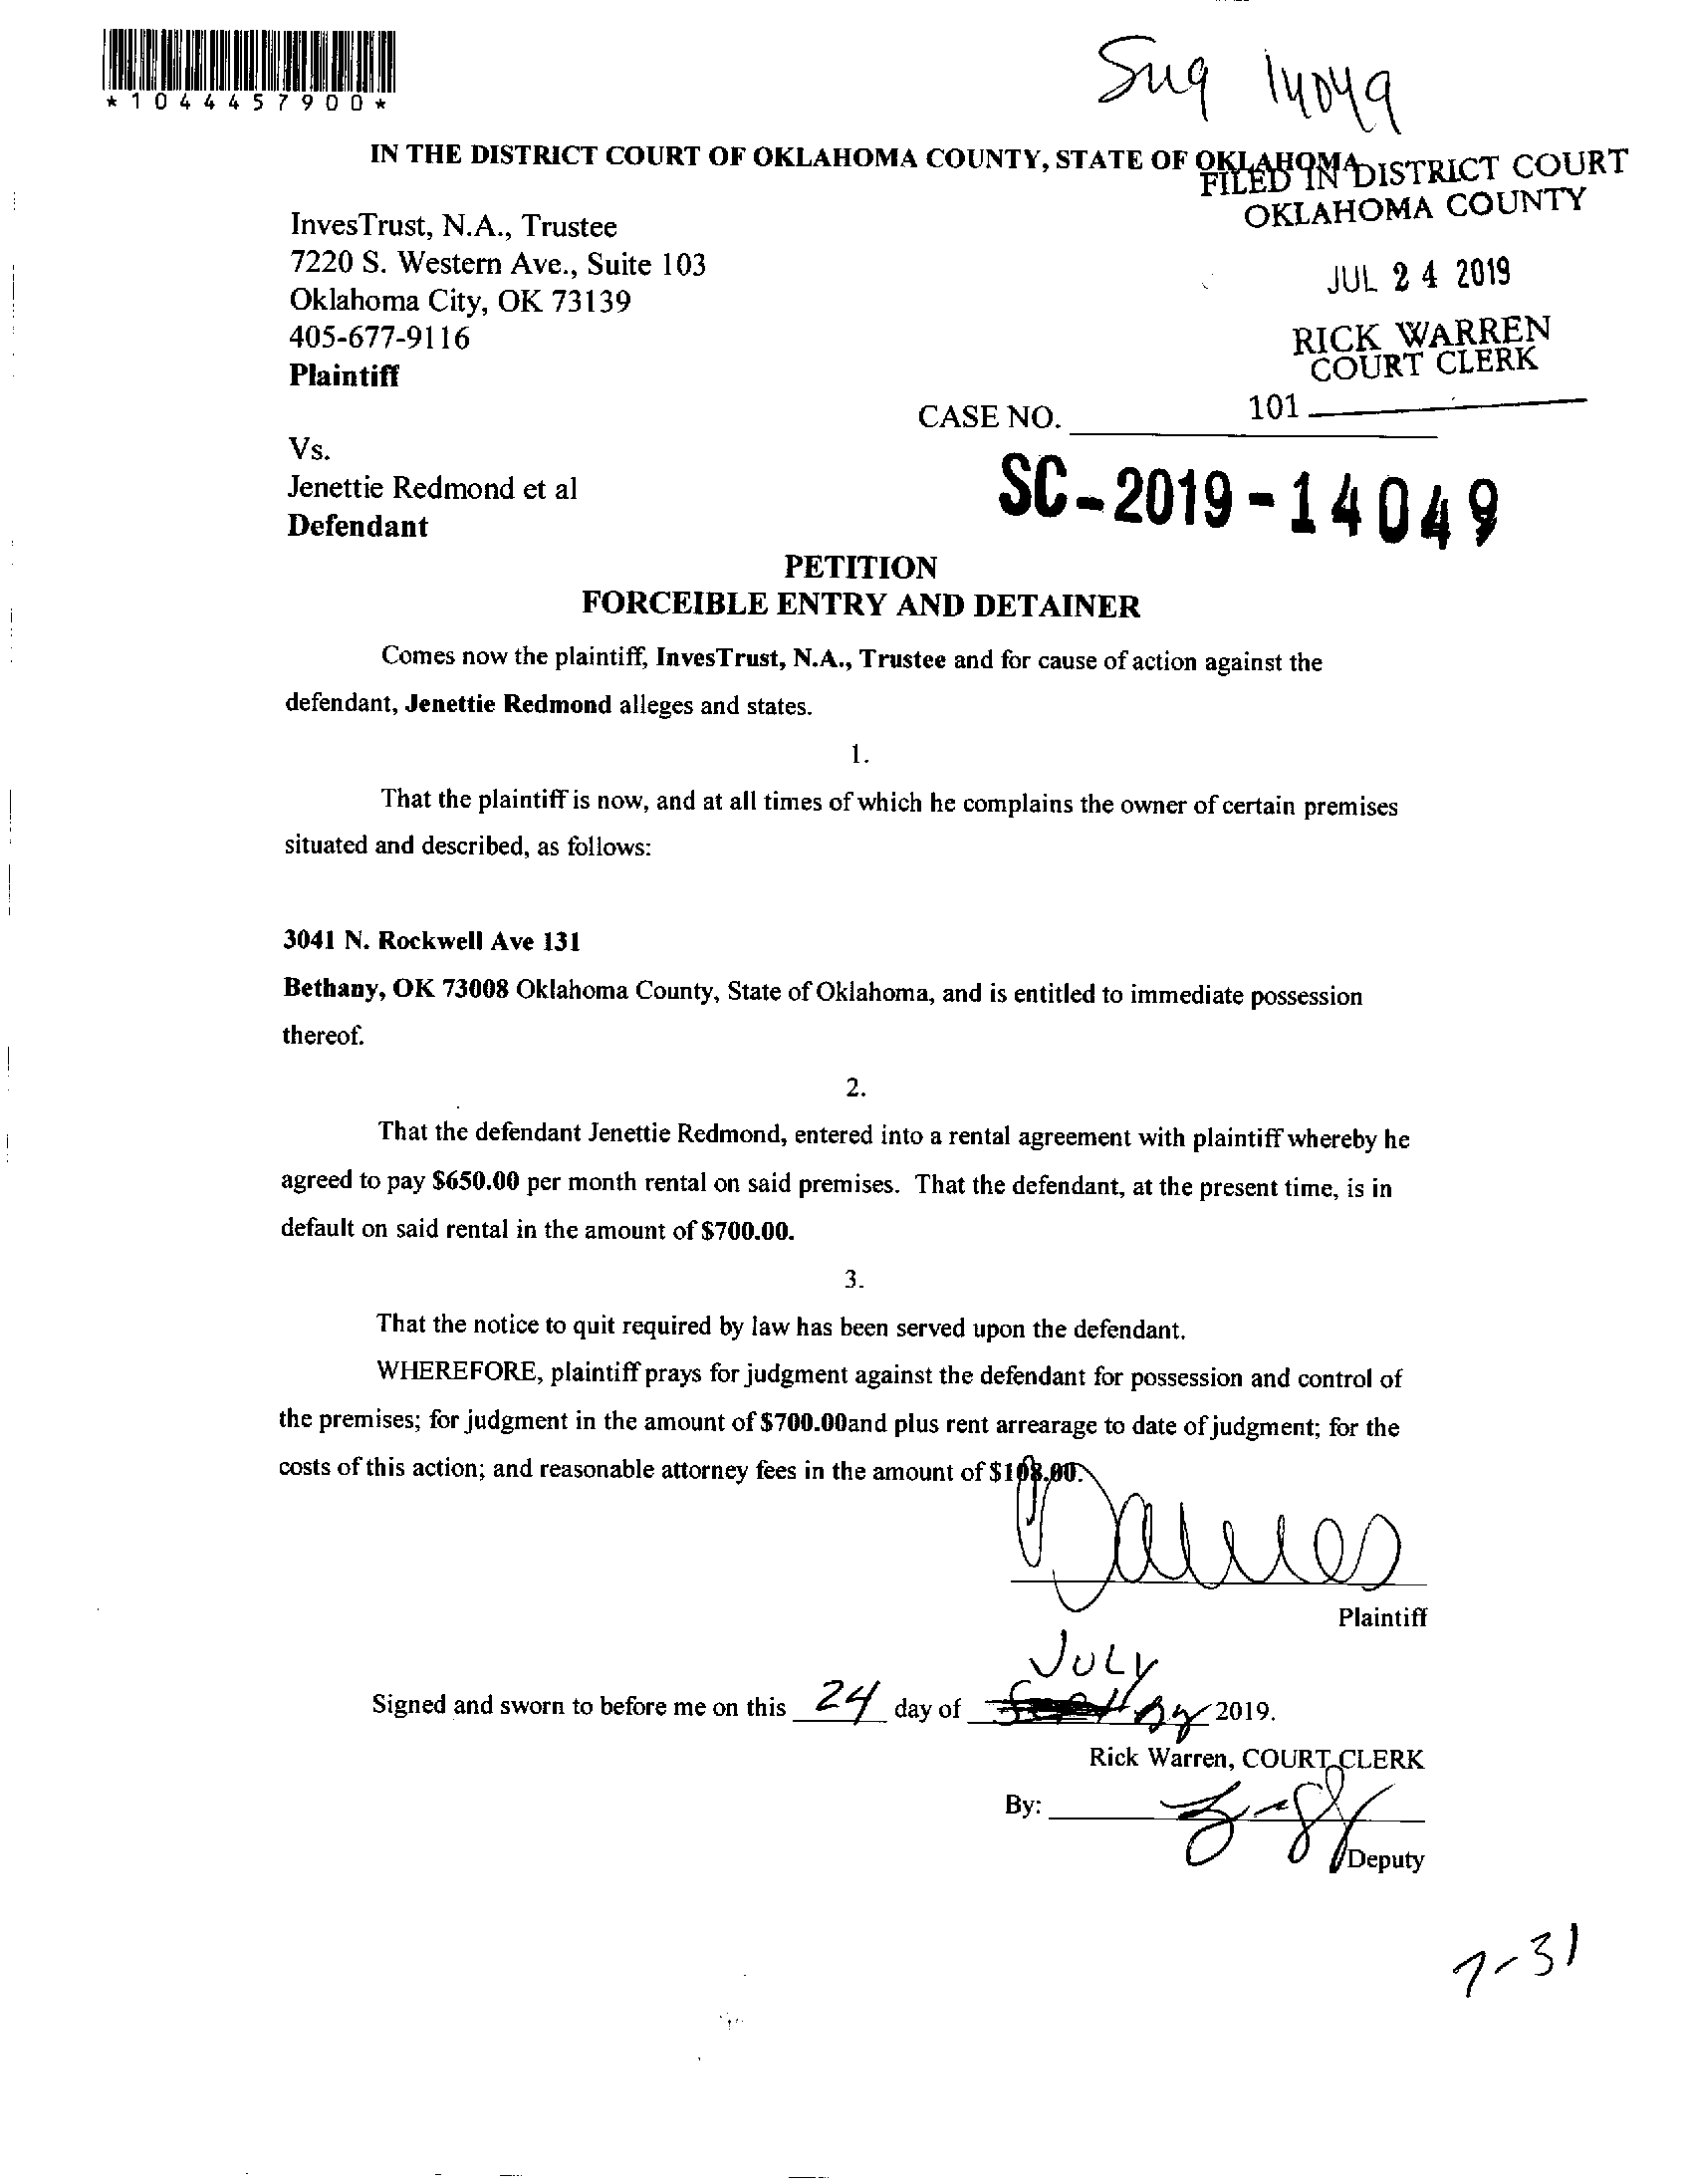 *1044457900*
14049
IN THE DISTRICT COURT OF OKLAHOMA COUNTY, STATE OF OKLAHOMA
FILED IN DISTRICT COURT
OKLAHOMA COUNTY
JUL 24 2019
RICK WARREN
COURT CLERK
101
InvesTrust, N.A., Trustee
7220 S. Western Ave., Suite 103
Oklahoma City, OK 73139
405-677-9116
Plaintiff
CASE NO.
SC-2019-14049
Vs.
Jenettie Redmond et al
Defendant
PETITION
FORCEIBLE ENTRY AND DETAINER
Comes now the plaintiff, InvesTrust, N.A., Trustee and for cause of action against the
defendant, Jenettie Redmond alleges and states.
1.
That the plaintiff is now, and at all times of which he complains the owner of certain premises
situated and described, as follows:
3041 N. Rockwell Ave 131
Bethany, OK 73008 Oklahoma County, State of Oklahoma, and is entitled to immediate possession
thereof.
2.
That the defendant Jenettie Redmond, entered into a rental agreement with plaintiff whereby he
agreed to pay $650.00 per month rental on said premises. That the defendant, at the present time, is in
default on said rental in the amount of $700.00.
3.
That the notice to quit required by law has been served upon the defendant.
WHEREFORE, plaintiff prays for judgment against the defendant for possession and control of
the premises; for judgment in the amount of $700.00and plus rent arrearage to date of judgment; for the
costs of this action; and reasonable attorney fees in the amount of $108.00.
Plaintiff
JULY
Signed and sworn to before me on this 24 day of 2019.
Rick Warren, COURT CLERK
By:
Deputy
7-31